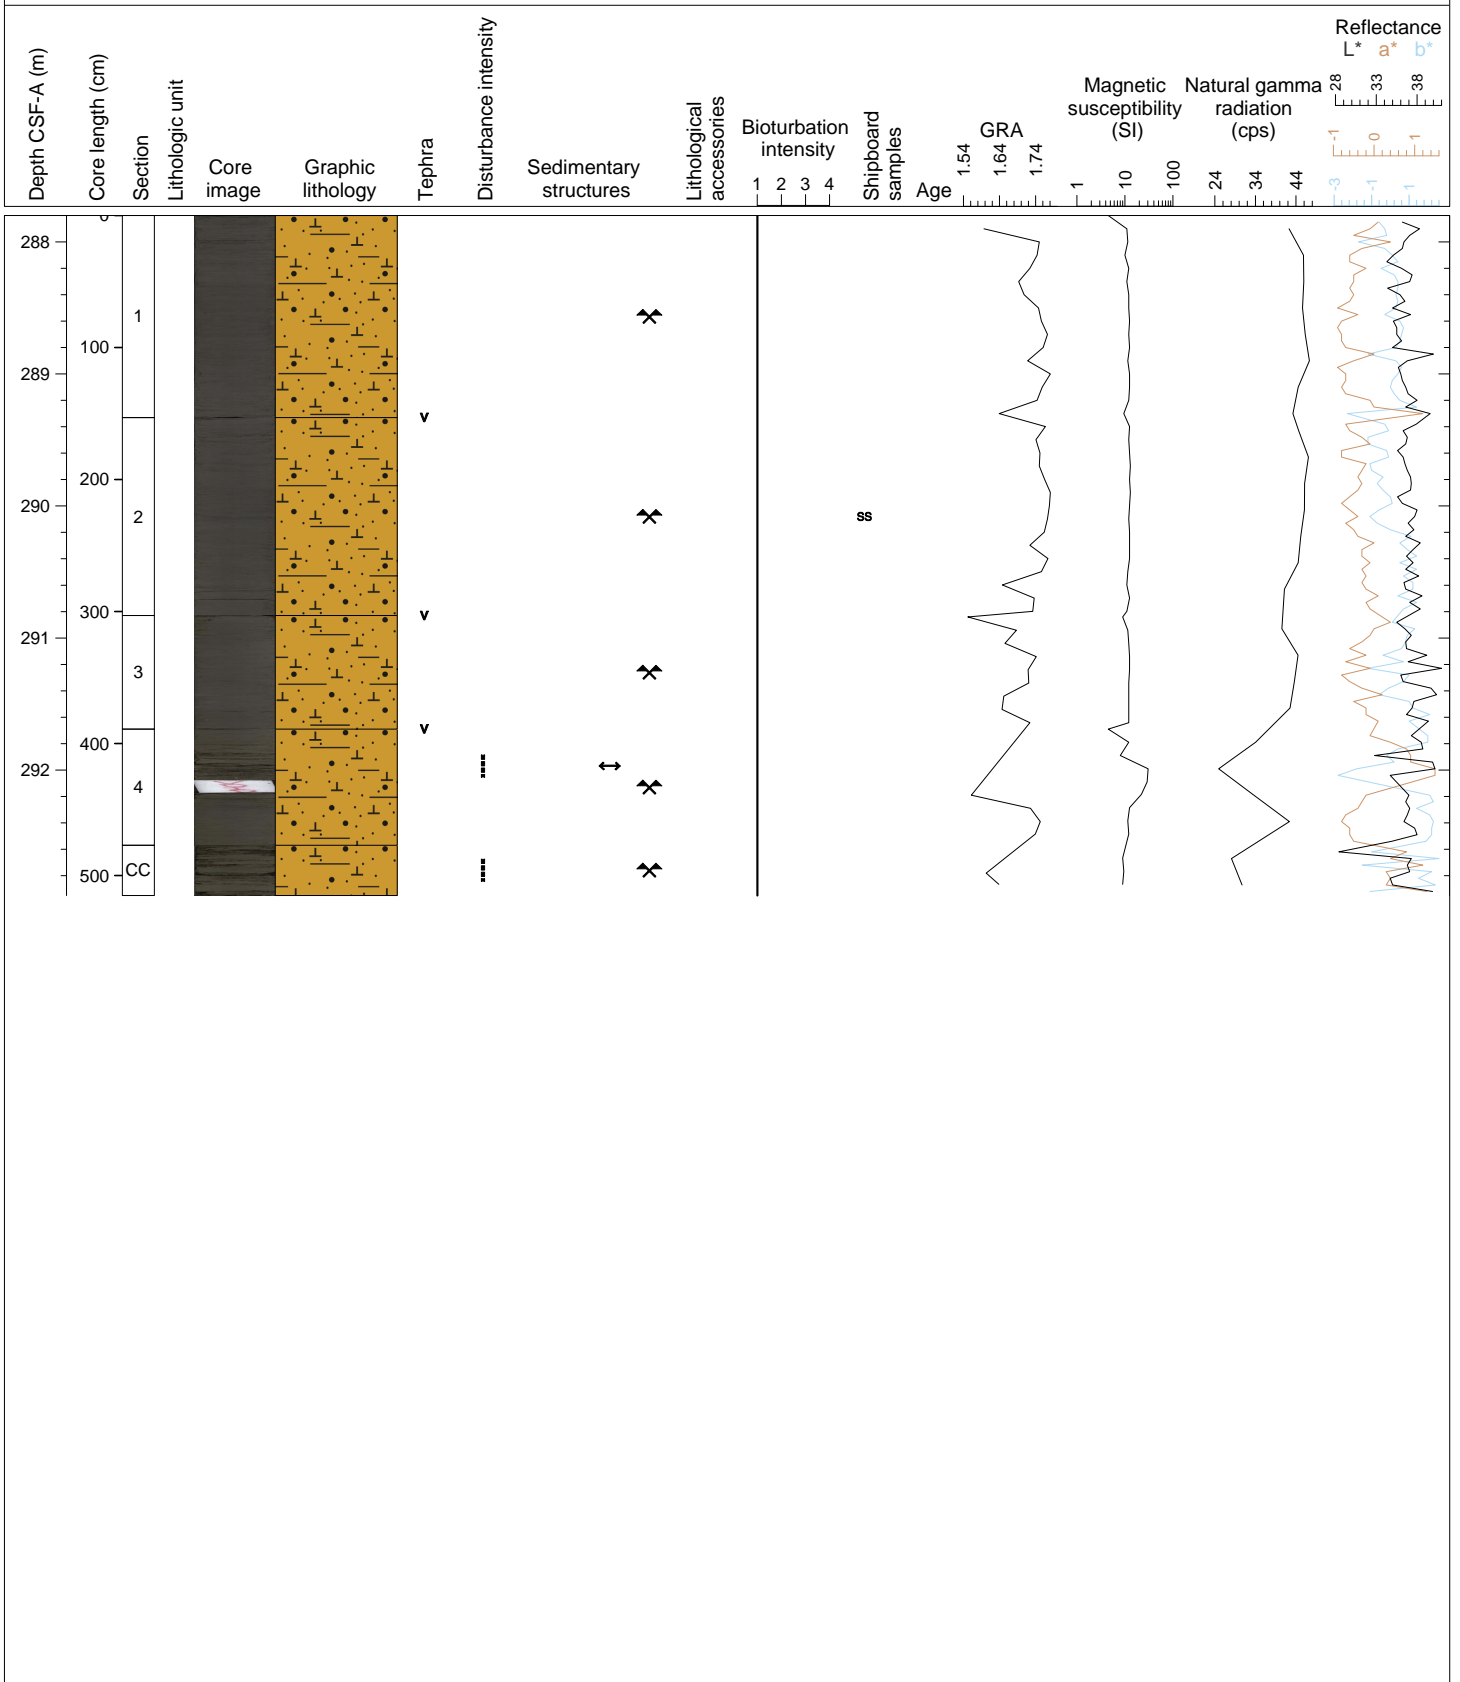 Depth CSF-A (m)
Core length (cm)
Section
Lithologic unit
Core
image
Graphic
lithology
Tephra
Disturbance intensity
Sedimentary
structures
Lithological
accessories
Bioturbation
intensity
1 2 3 4
Shipboard
samples
Age
GRA
1.54 1.64 1.74
Magnetic
susceptibility
(SI)
1 10 100
Natural gamma
radiation
(cps)
24 34 44
Reflectance
L* a* b*
28 33 38
-1 0 1
-3 -1 1
0
288
1
100
289
v
200
290
2
ss
300
v
291
3
v
400
292
4
CC
500